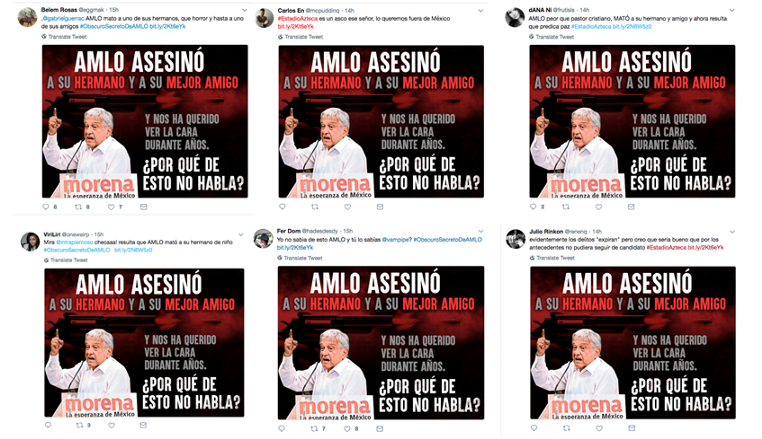 Belem Rosas @eggmak · 15h
.@gabrielguerrac AMLO mato a uno de sus hermanos, que horror y hasta a uno
de sus amigos #ObscuroSecretoDeAMLO bit.ly/2Kt6eYk
Translate Tweet
AMLO ASESINÓ
A SU HERMANO Y A SU MEJOR AMIGO
Y NOS HA QUERIDO
VER LA CARA
DURANTE AÑOS.
¿POR QUÉ DE
ESTO NO HABLA?
morena
La esperanza de México
6
8
7
Carlos En @mcpudinq · 14h
#EstadioAzteca es un asco ese señor, lo queremos fuera de México
bit.ly/2Kt6eYk
Translate Tweet
AMLO ASESINÓ
A SU HERMANO Y A SU MEJOR AMIGO
Y NOS HA QUERIDO
VER LA CARA
DURANTE AÑOS.
¿POR QUÉ DE
ESTO NO HABLA?
morena
La esperanza de México
dANA Ni @frutisls · 14h
AMLO peor que pastor cristiano, MATÓ a su hermano y amigo y ahora resulta
que predica paz #EstadioAzteca bit.ly/2N6W5z0
Translate Tweet
AMLO ASESINÓ
A SU HERMANO Y A SU MEJOR AMIGO
Y NOS HA QUERIDO
VER LA CARA
DURANTE AÑOS.
¿POR QUÉ DE
ESTO NO HABLA?
morena
La esperanza de México
2
ViriLiri @onewsirp · 15h
Mira checaaa! resulta que AMLO mató a su hermano de niño
#ObscuroSecretoDeAMLO bit.ly/2N6W5z0
Translate Tweet
AMLO ASESINÓ
A SU HERMANO Y A SU MEJOR AMIGO
Y NOS HA QUERIDO
VER LA CARA
DURANTE AÑOS.
¿POR QUÉ DE
ESTO NO HABLA?
morena
La esperanza de México
3
Fer Dom @hadesdesdy · 15h
Yo no sabia de esto AMLO y tú lo sabías @vampipe? #ObscuroSecretoDeAMLO
bit.ly/2Kt6eYk
Translate Tweet
AMLO ASESINÓ
A SU HERMANO Y A SU MEJOR AMIGO
Y NOS HA QUERIDO
VER LA CARA
DURANTE AÑOS.
¿POR QUÉ DE
ESTO NO HABLA?
morena
La esperanza de México
7
8
Julio Rinkon @renenq · 14h
evidentemente los delitos "expiran" pero creo que seria bueno que por los
antecedentes no pudiera seguir de candidato #EstadioAzteca bit.ly/2Kt6eYk
Translate Tweet
AMLO ASESINÓ
A SU HERMANO Y A SU MEJOR AMIGO
Y NOS HA QUERIDO
VER LA CARA
DURANTE AÑOS.
¿POR QUÉ DE
ESTO NO HABLA?
morena
La esperanza de México